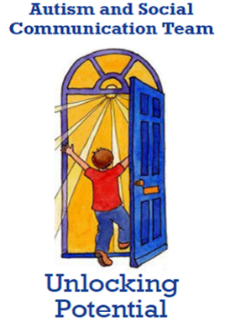 Autism and Social
Communication Team
Unlocking
Potential